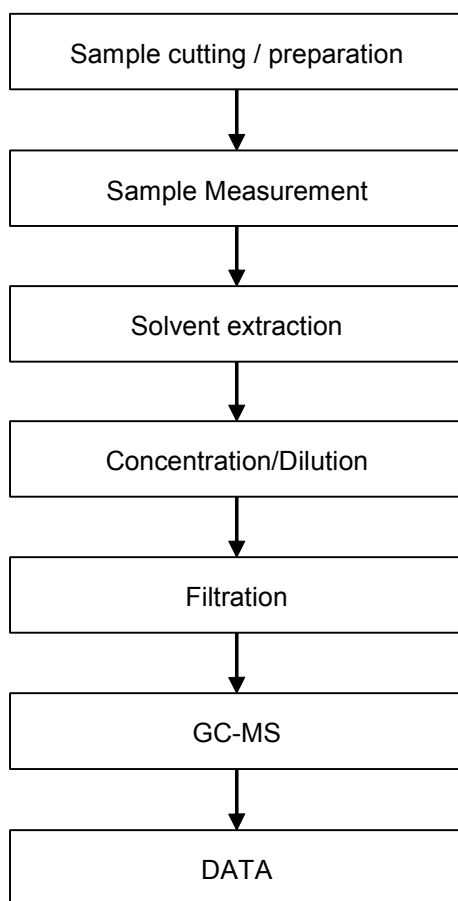 Sample cutting / preparation
Sample Measurement
Solvent extraction
Concentration/Dilution
Filtration
GC-MS
DATA